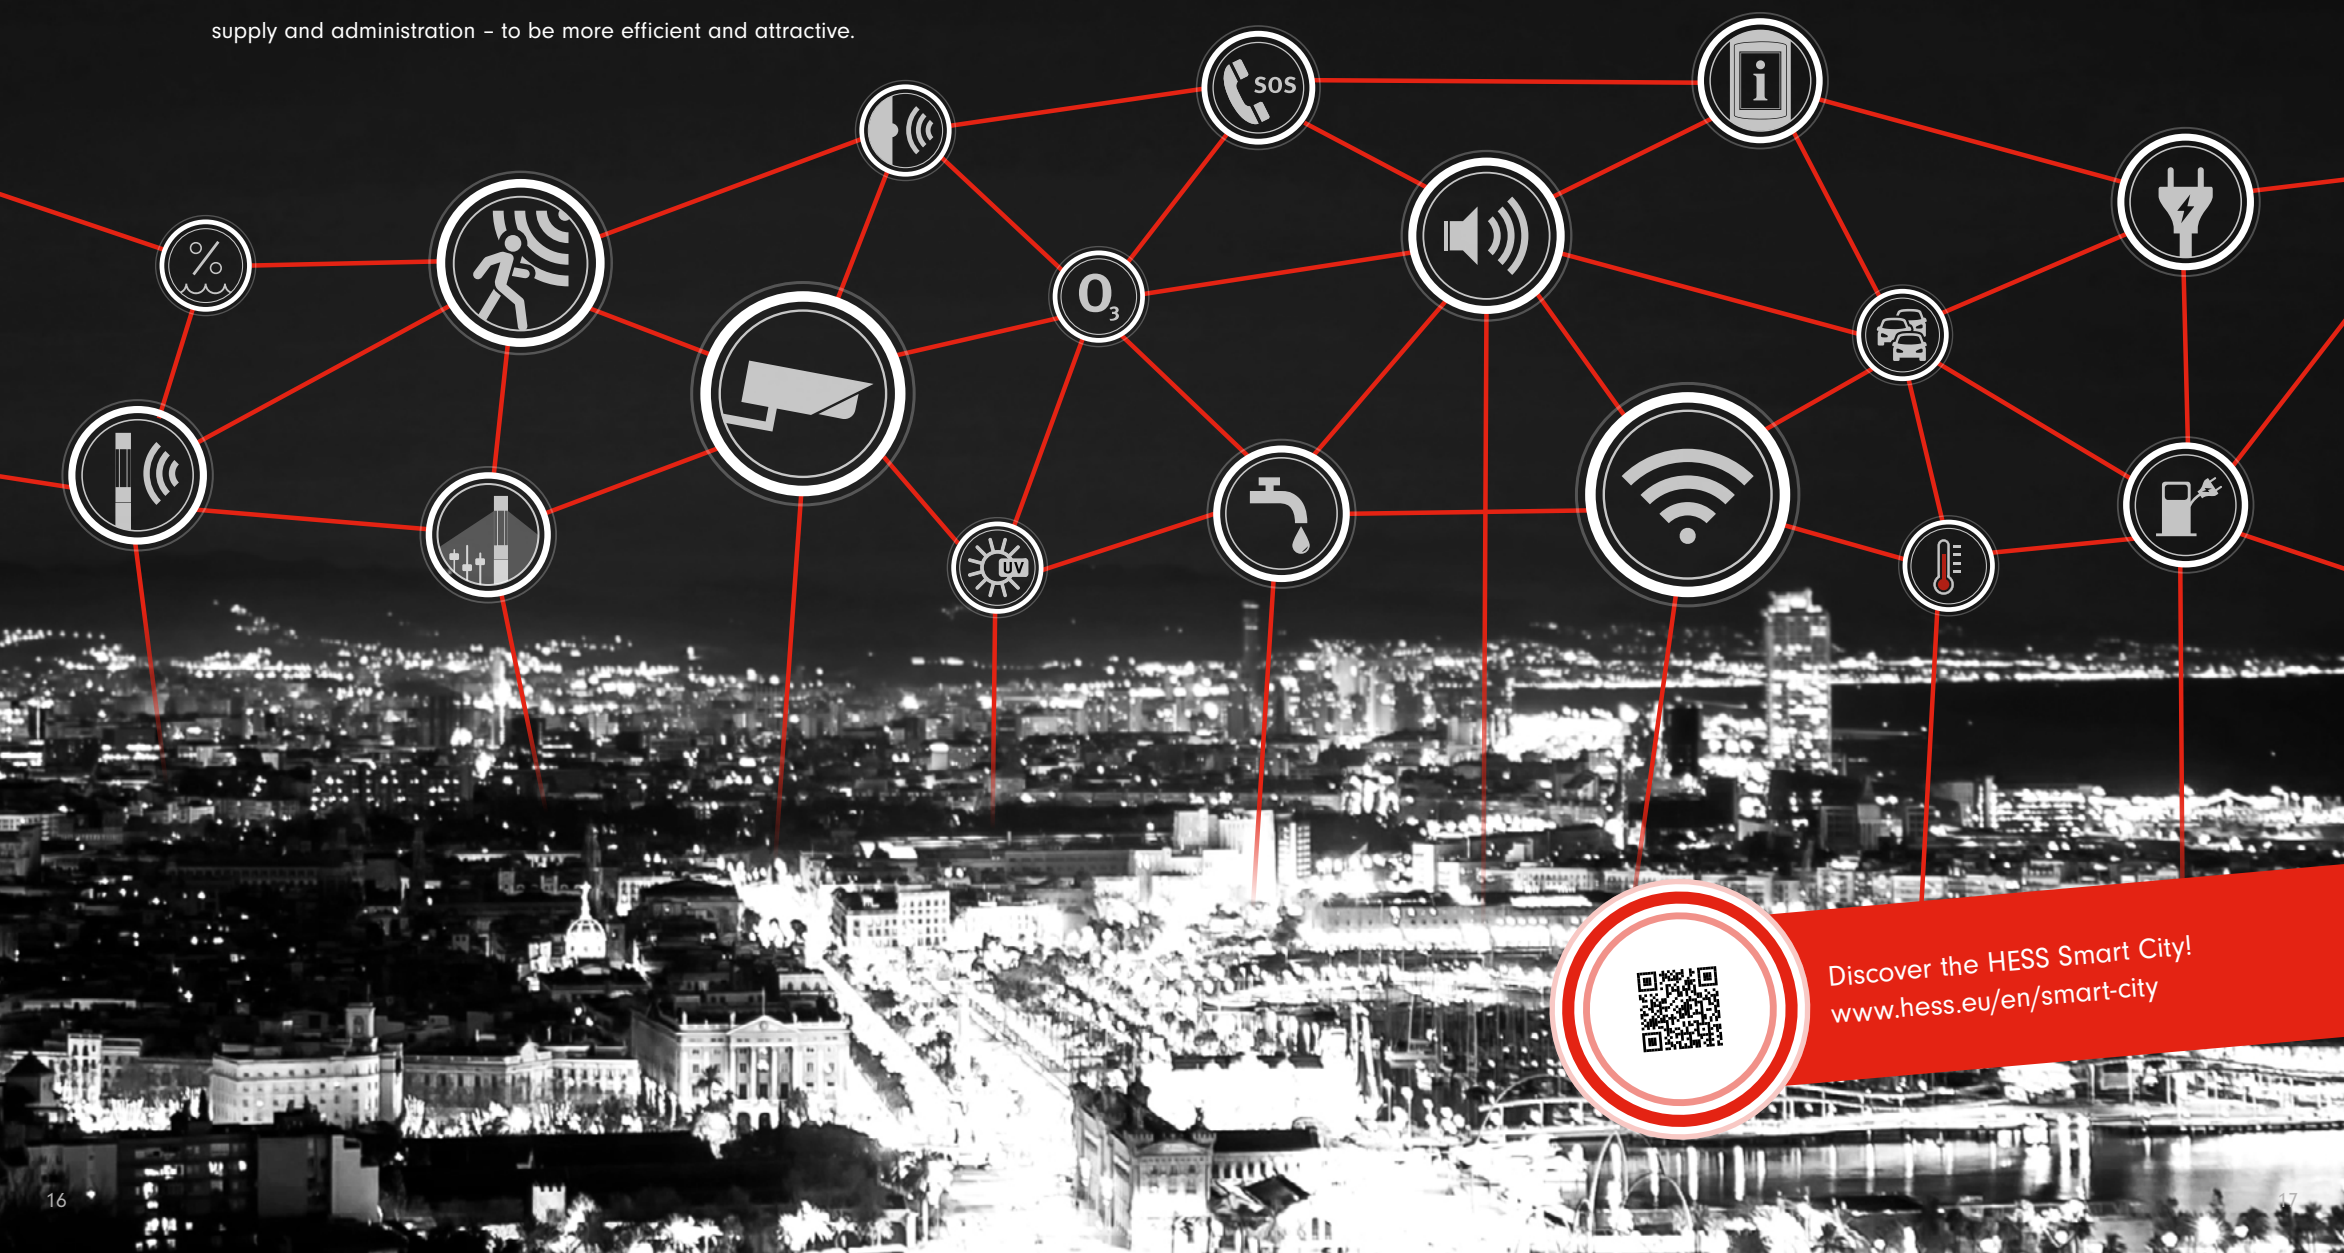 supply and administration – to be more efficient and attractive.
SOS
i
%
O3
UV
Discover the HESS Smart City!
www.hess.eu/en/smart-city
16
17